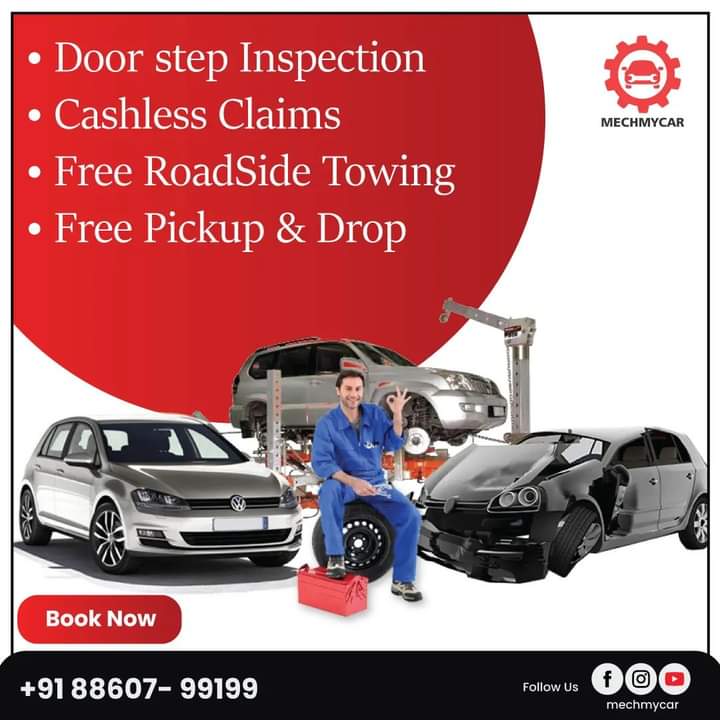 • Door step Inspection
• Cashless Claims
• Free RoadSide Towing
• Free Pickup & Drop
MECHMYCAR
Book Now
+91 88607- 99199
Follow Us
mechmycar